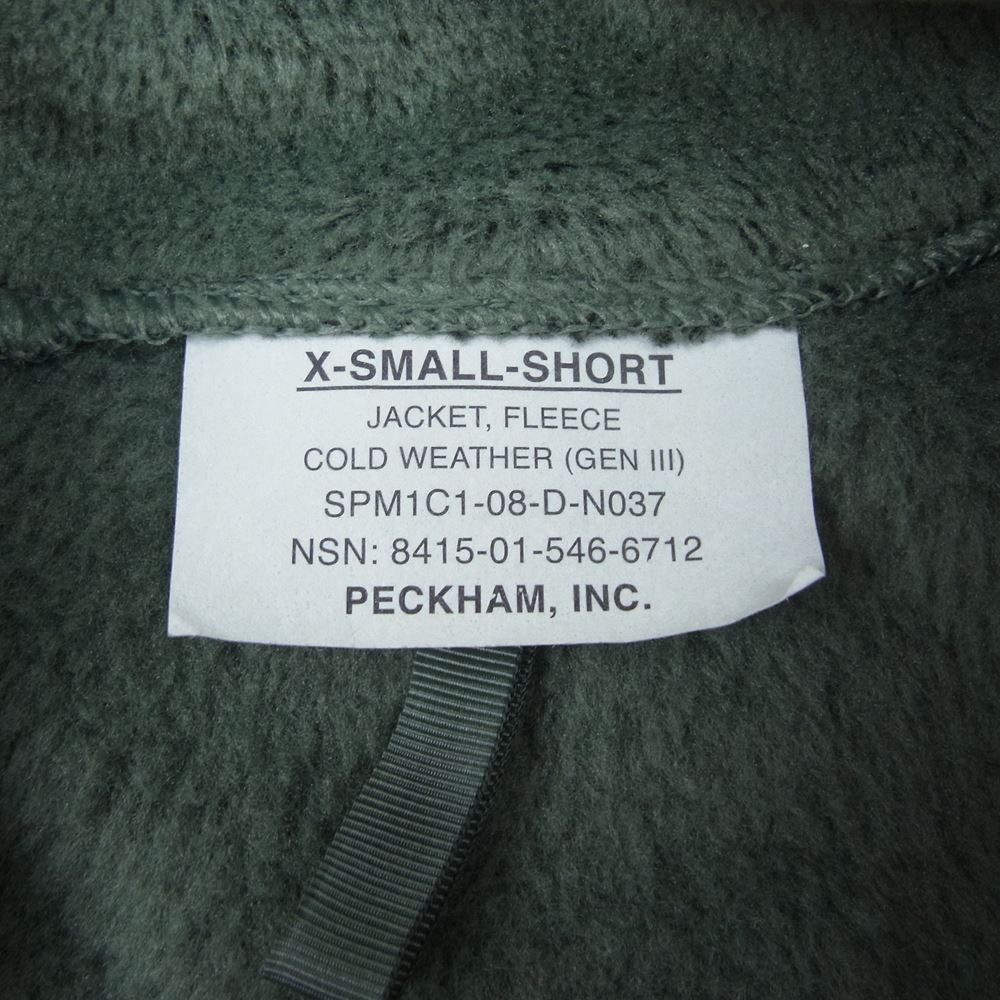 X-SMALL-SHORT
JACKET, FLEECE
COLD WEATHER (GEN III)
SPM1C1-08-D-N037
NSN: 8415-01-546-6712
PECKHAM, INC.